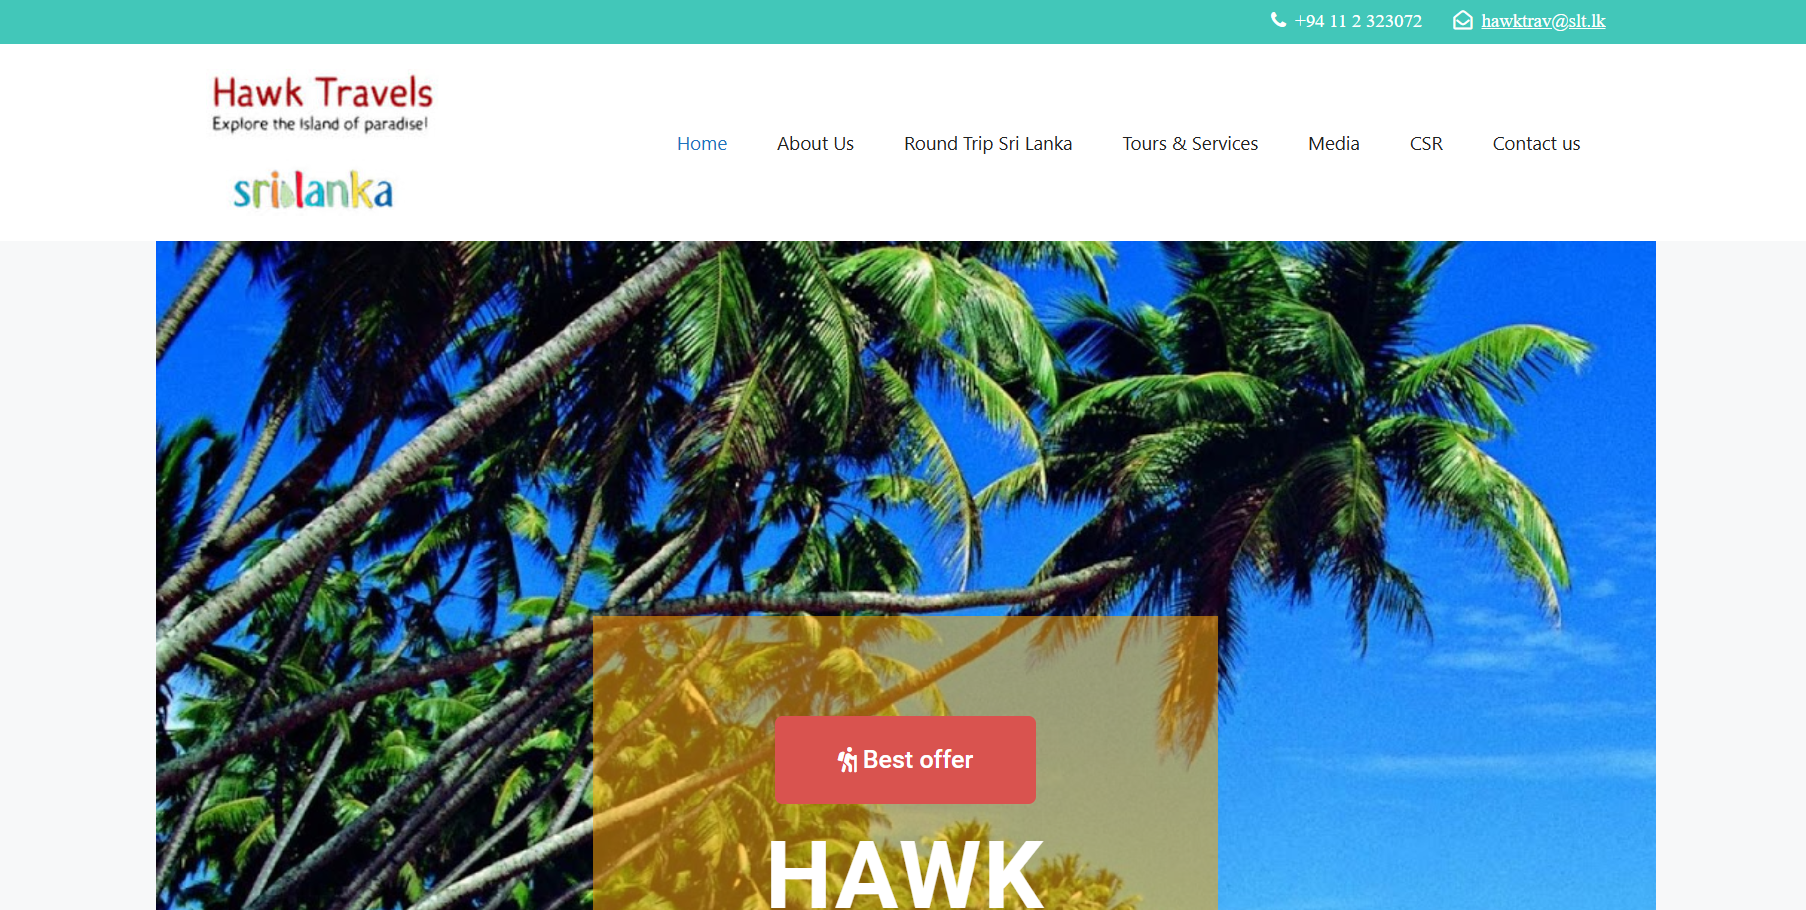 +94 11 2 323072 hawktrav@slt.lk
Hawk Travels
Explore the island of paradise!
srilanka
Home About Us Round Trip Sri Lanka Tours & Services Media CSR Contact us
Best offer
HAWK